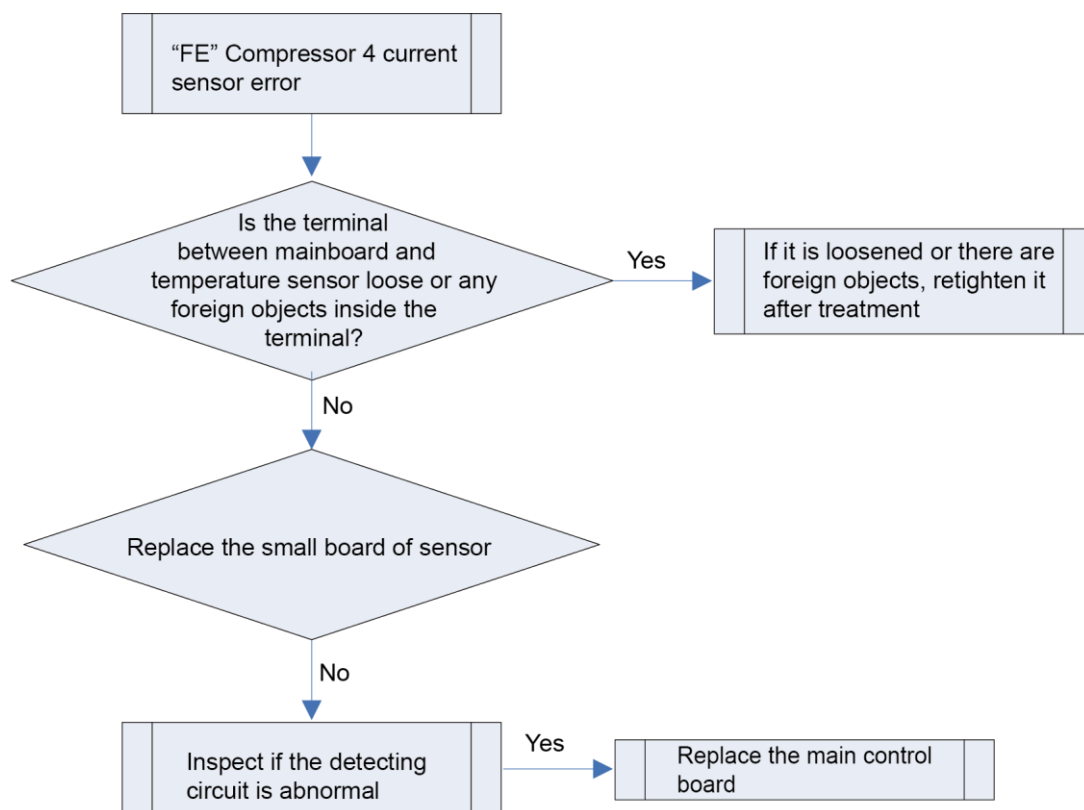 “FE” Compressor 4 current
sensor error
Is the terminal
between mainboard and
temperature sensor loose or any
foreign objects inside the
terminal?
Yes
If it is loosened or there are
foreign objects, retighten it
after treatment
No
Replace the small board of sensor
No
Inspect if the detecting
circuit is abnormal
Yes
Replace the main control
board